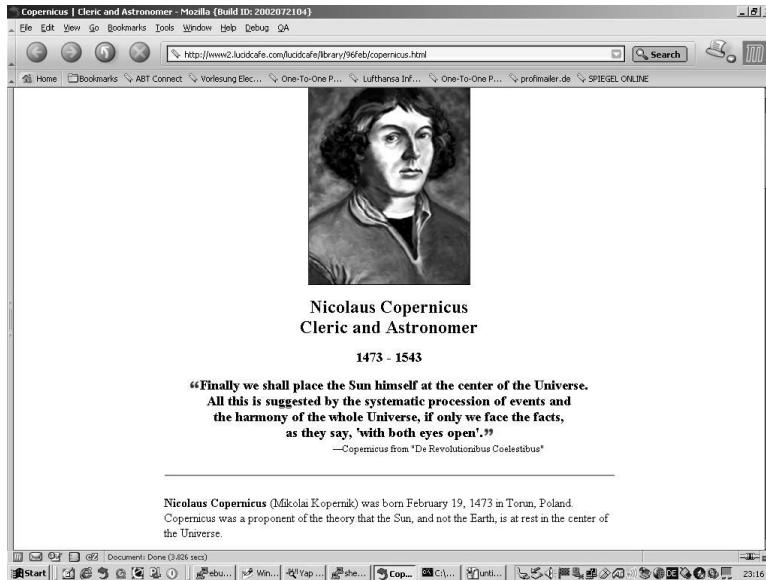 Copernicus | Cleric and Astronomer - Mozilla {Build ID: 2002072104}
File Edit View Go Bookmarks Tools Window Help Debug QA
http://www2.lucidcafe.com/lucidcafe/library/96feb/copernicus.html Search
Home Bookmarks ABT Connect Vorlesung Elec... One-To-One P... Lufthansa Inf... One-To-One P... profimailer.de SPIEGEL ONLINE
Nicolaus Copernicus
Cleric and Astronomer
1473 - 1543
“Finally we shall place the Sun himself at the center of the Universe.
All this is suggested by the systematic procession of events and
the harmony of the whole Universe, if only we face the facts,
as they say, 'with both eyes open'.”
—Copernicus from "De Revolutionibus Coelestibus"
Nicolaus Copernicus (Mikolai Kopernik) was born February 19, 1473 in Torun, Poland.
Copernicus was a proponent of the theory that the Sun, and not the Earth, is at rest in the center of
the Universe.
Document: Done (3.826 secs)
Start ebu... Win... Yap ... she... Cop... C:\... unti... DE 23:16